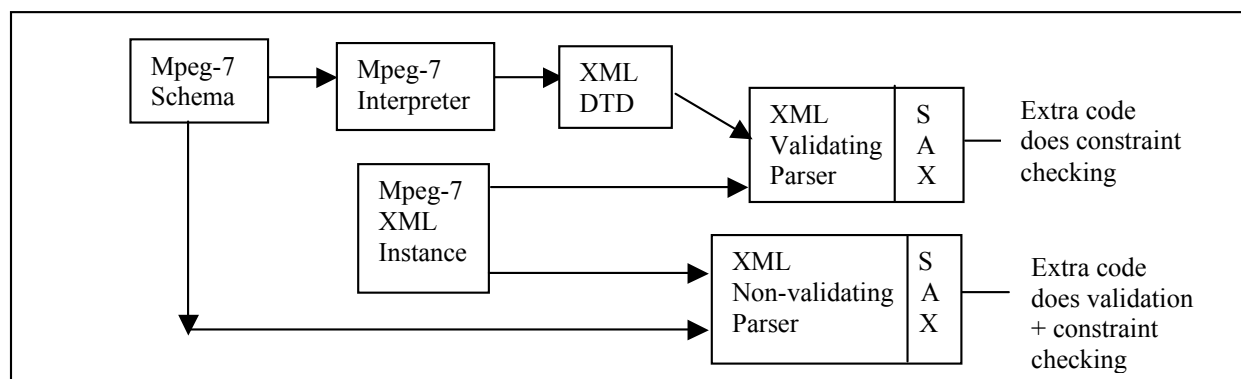 Mpeg-7
Schema
Mpeg-7
Interpreter
XML
DTD
XML
Validating
Parser
S
A
X
Extra code
does constraint
checking
Mpeg-7
XML
Instance
XML
Non-validating
Parser
S
A
X
Extra code
does validation
+ constraint
checking